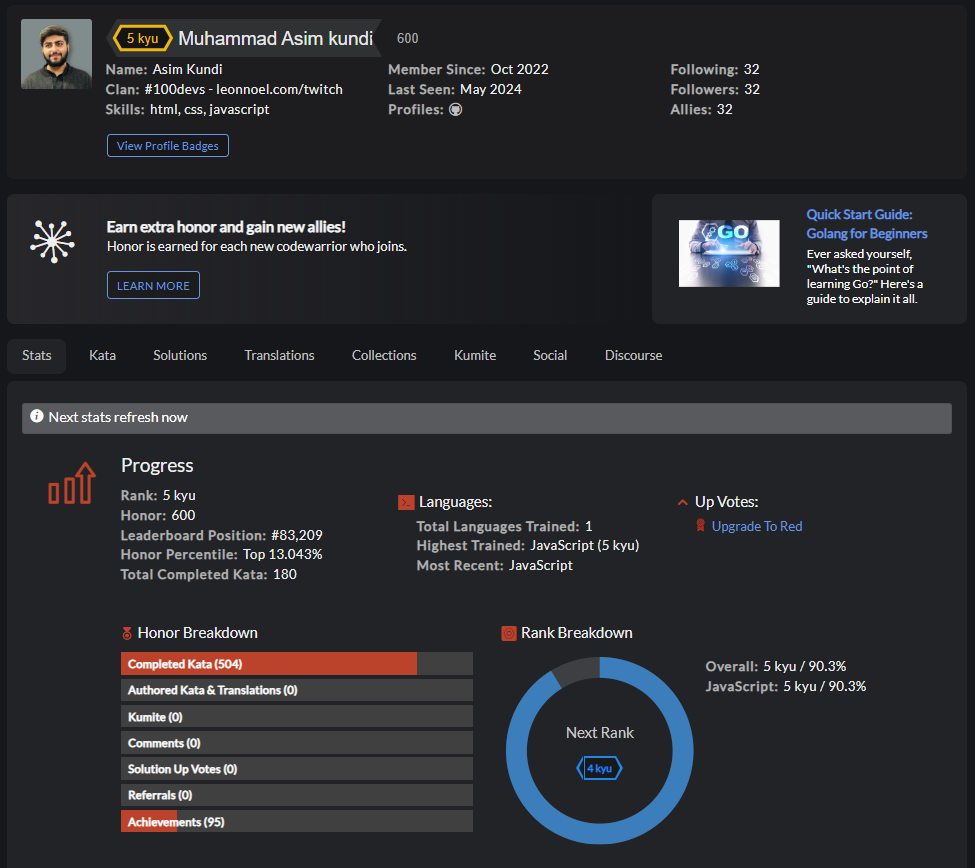 5 kyu Muhammad Asim kundi 600
Name: Asim Kundi
Clan: #100devs - leonnoel.com/twitch
Skills: html, css, javascript
Member Since: Oct 2022
Last Seen: May 2024
Profiles:
Following: 32
Followers: 32
Allies: 32
View Profile Badges
Earn extra honor and gain new allies!
Honor is earned for each new codewarrior who joins.
LEARN MORE
GO
Quick Start Guide:
Golang for Beginners
Ever asked yourself,
"What's the point of
learning Go?" Here's a
guide to explain it all.
Stats Kata Solutions Translations Collections Kumite Social Discourse
Next stats refresh now
Progress
Rank: 5 kyu
Honor: 600
Leaderboard Position: #83,209
Honor Percentile: Top 13.043%
Total Completed Kata: 180
Languages:
Total Languages Trained: 1
Highest Trained: JavaScript (5 kyu)
Most Recent: JavaScript
Up Votes:
Upgrade To Red
Honor Breakdown
Completed Kata (504)
Authored Kata & Translations (0)
Kumite (0)
Comments (0)
Solution Up Votes (0)
Referrals (0)
Achievements (95)
Rank Breakdown
Next Rank
4 kyu
Overall: 5 kyu / 90.3%
JavaScript: 5 kyu / 90.3%